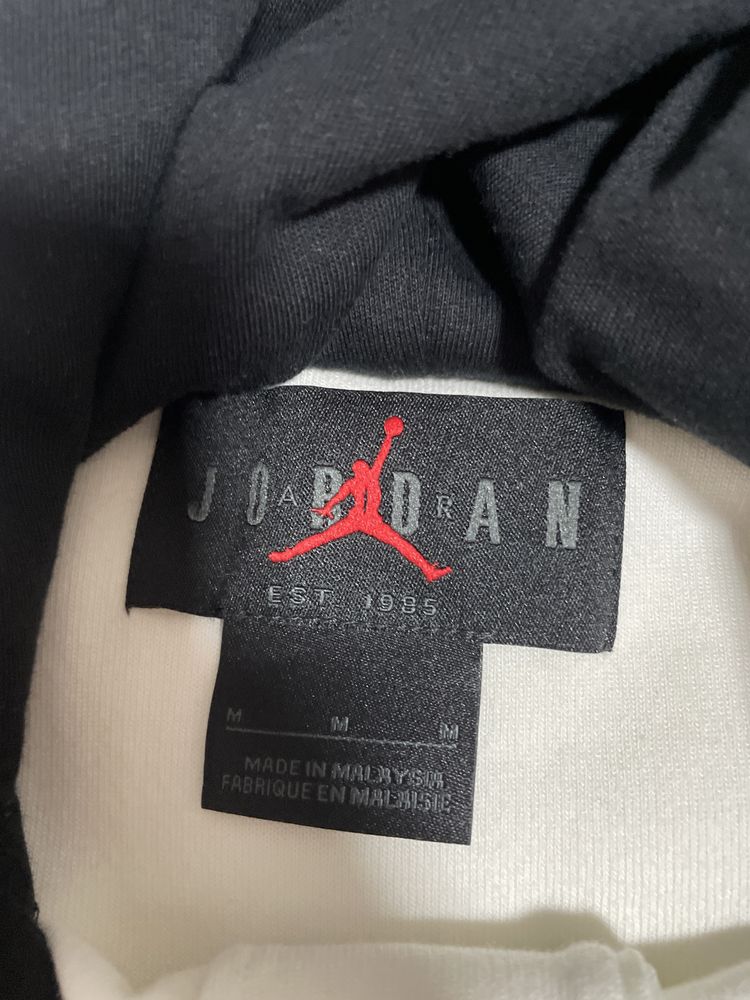 JORDAN
AIR
EST. 1985
M M M
MADE IN MALAYSIA
FABRIQUE EN MALAISIE